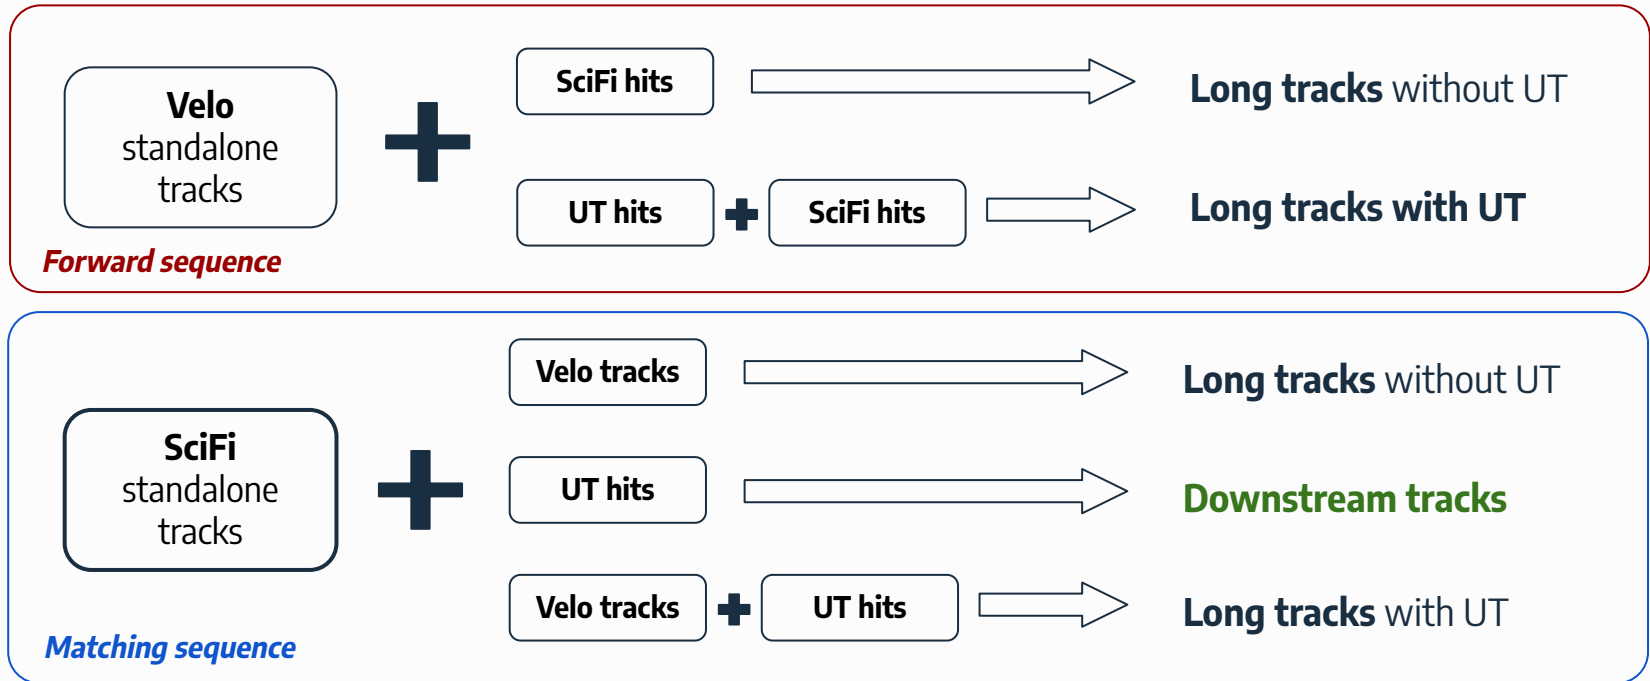 Velo
standalone
tracks
SciFi hits
Long tracks without UT
UT hits
SciFi hits
Long tracks with UT
Forward sequence
SciFi
standalone
tracks
Velo tracks
Long tracks without UT
UT hits
Downstream tracks
Velo tracks
UT hits
Long tracks with UT
Matching sequence